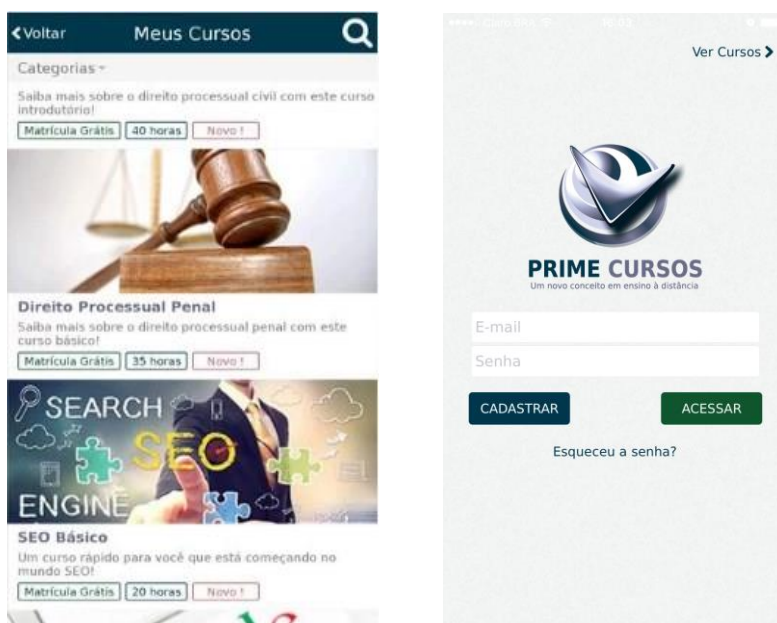 Voltar
Meus Cursos
Categorias
Saiba mais sobre o direito processual civil com este curso
introdutório!
Matrícula Grátis
40 horas
Novo !
Direito Processual Penal
Saiba mais sobre o direito processual penal com este
curso básico!
Matrícula Grátis
35 horas
Novo !
SEARCH
SEO
ENGINE
SEO Básico
Um curso rápido para você que está começando no
mundo SEO!
Matrícula Grátis
20 horas
Novo !
Ver Cursos
PRIME CURSOS
Um novo conceito em ensino à distância
E-mail
Senha
CADASTRAR
ACESSAR
Esqueceu a senha?